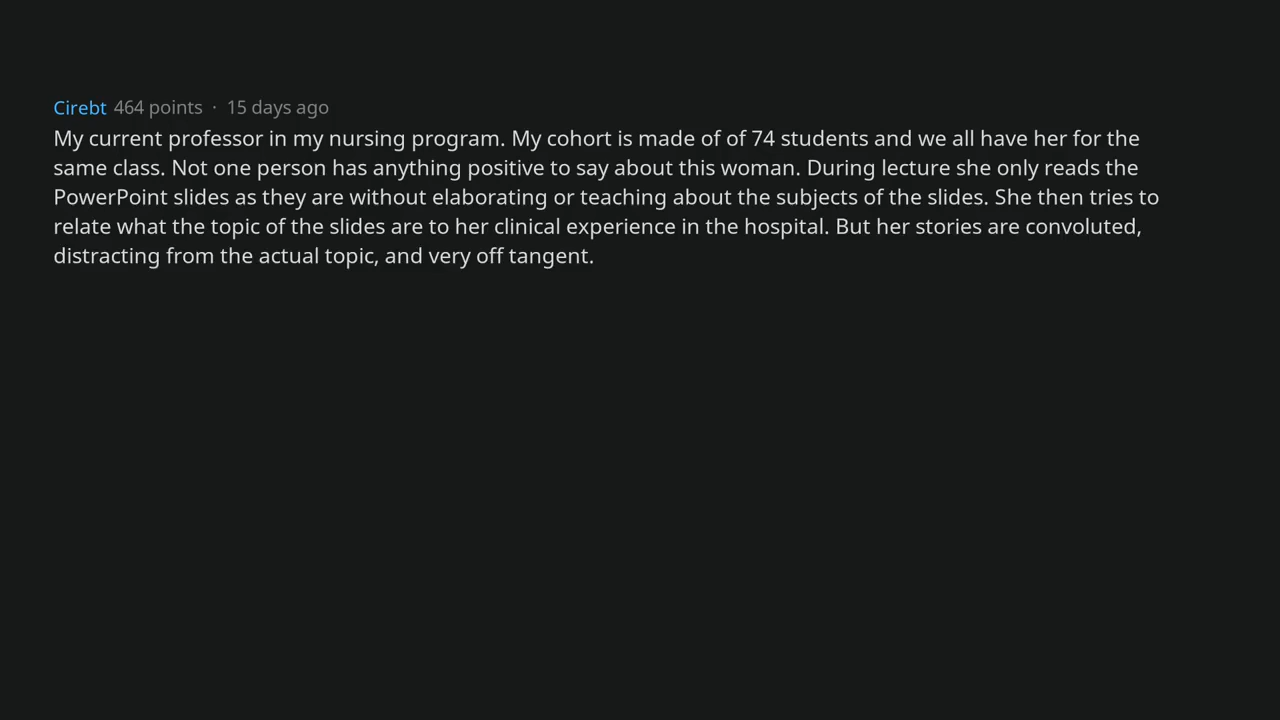 Cirebt 464 points · 15 days ago
My current professor in my nursing program. My cohort is made of of 74 students and we all have her for the
same class. Not one person has anything positive to say about this woman. During lecture she only reads the
PowerPoint slides as they are without elaborating or teaching about the subjects of the slides. She then tries to
relate what the topic of the slides are to her clinical experience in the hospital. But her stories are convoluted,
distracting from the actual topic, and very off tangent.